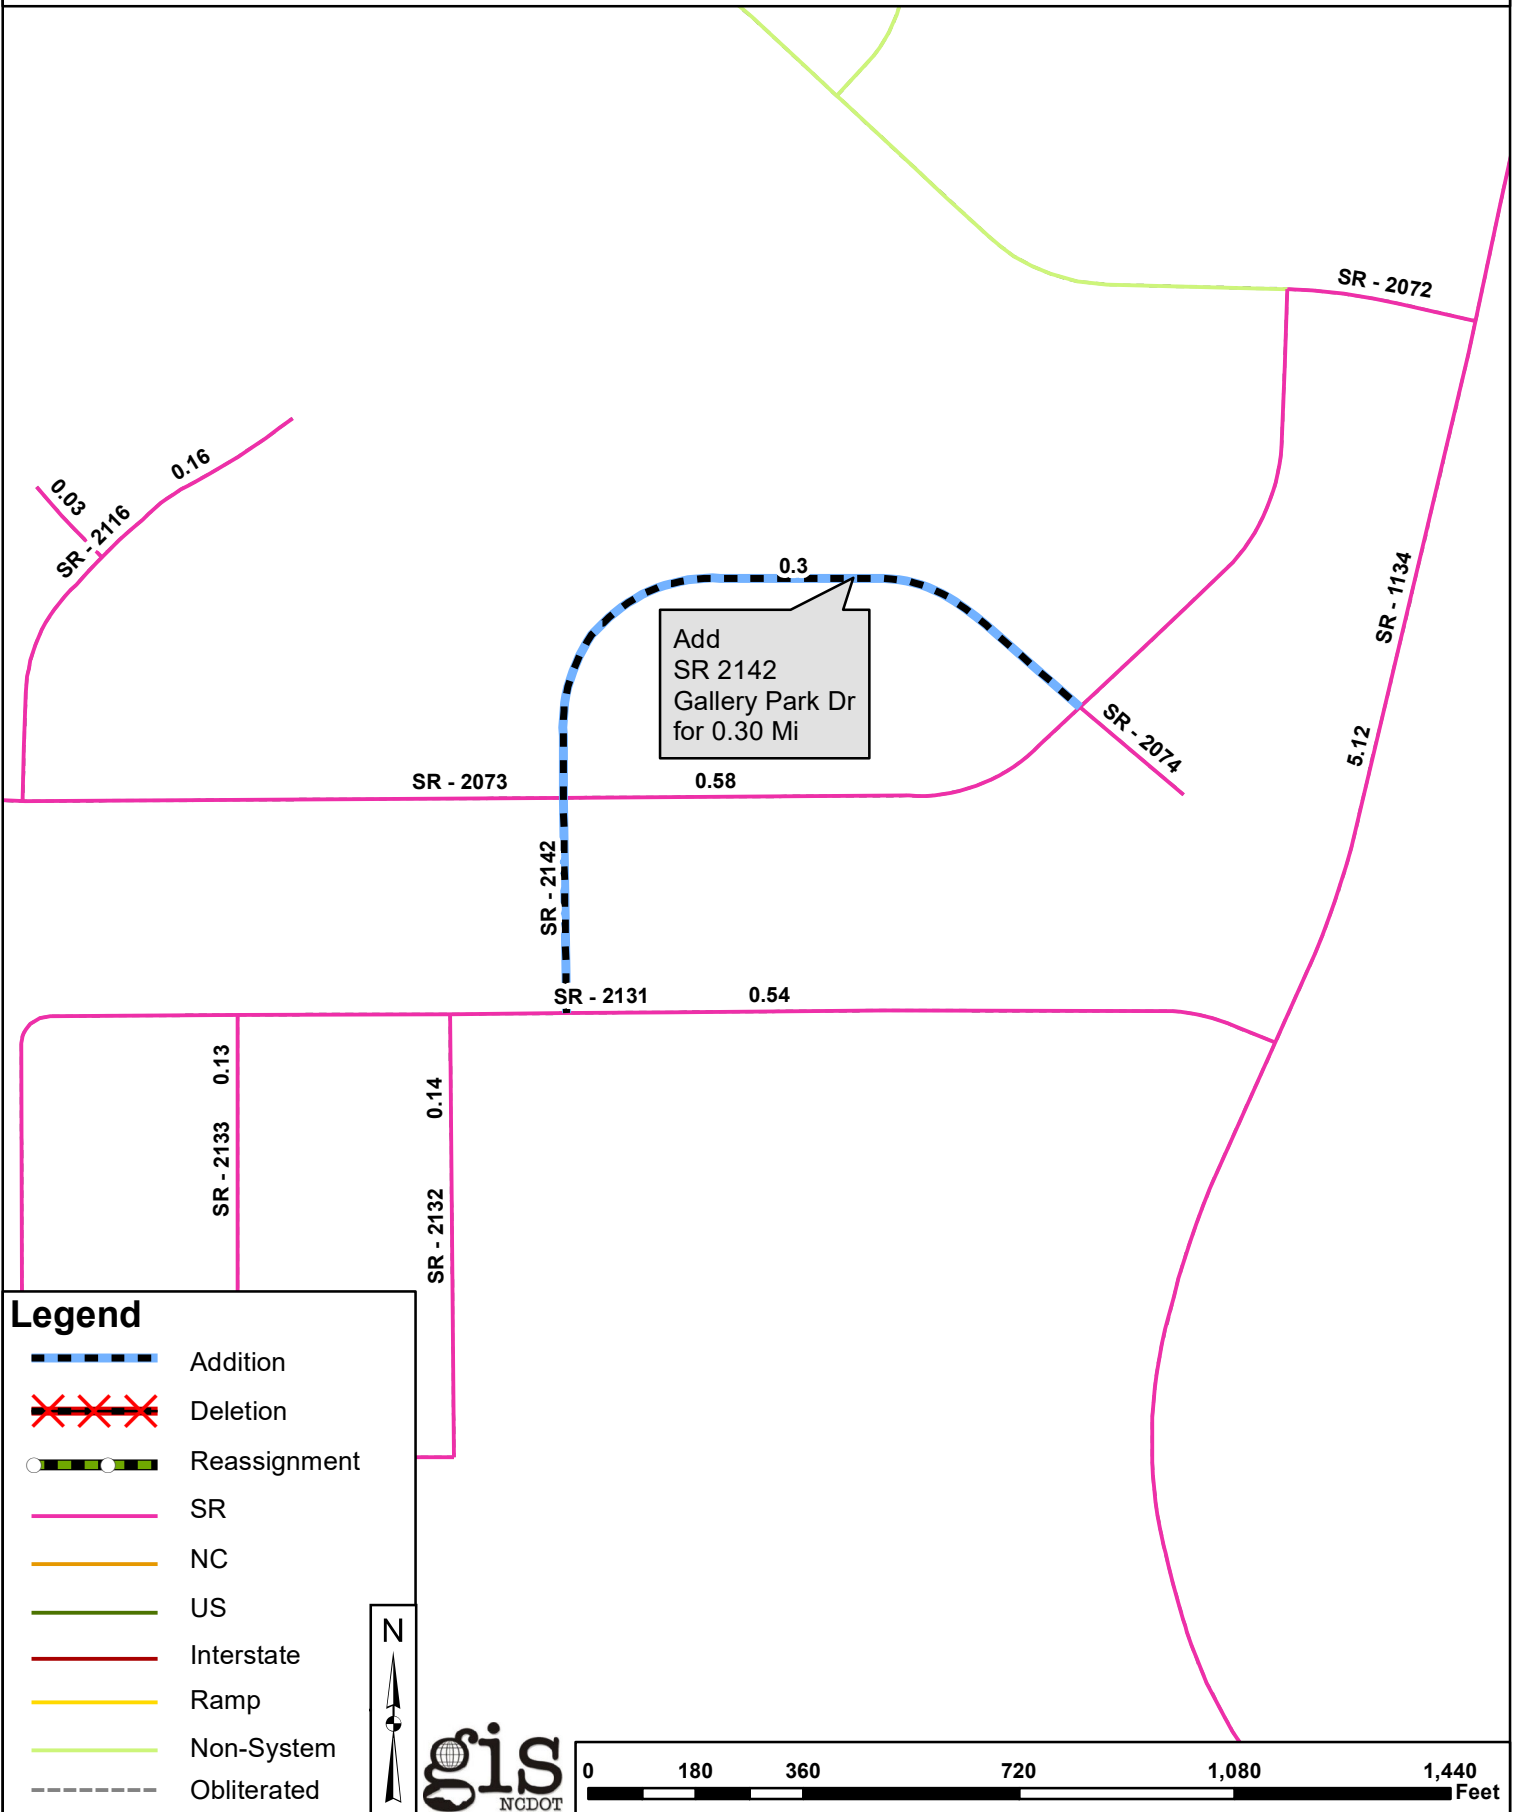 SR - 2072
0.16
0.03
SR - 2116
SR - 1134
0.3
Add
SR 2142
Gallery Park Dr
for 0.30 Mi
SR - 2074
5.12
SR - 2073
0.58
SR - 2142
SR - 2131
0.54
0.13
0.14
SR - 2133
SR - 2132
Legend
Addition
Deletion
Reassignment
SR
NC
US
Interstate
Ramp
Non-System
Obliterated
N
gis
NCDOT
0 180 360 720 1,080 1,440
Feet